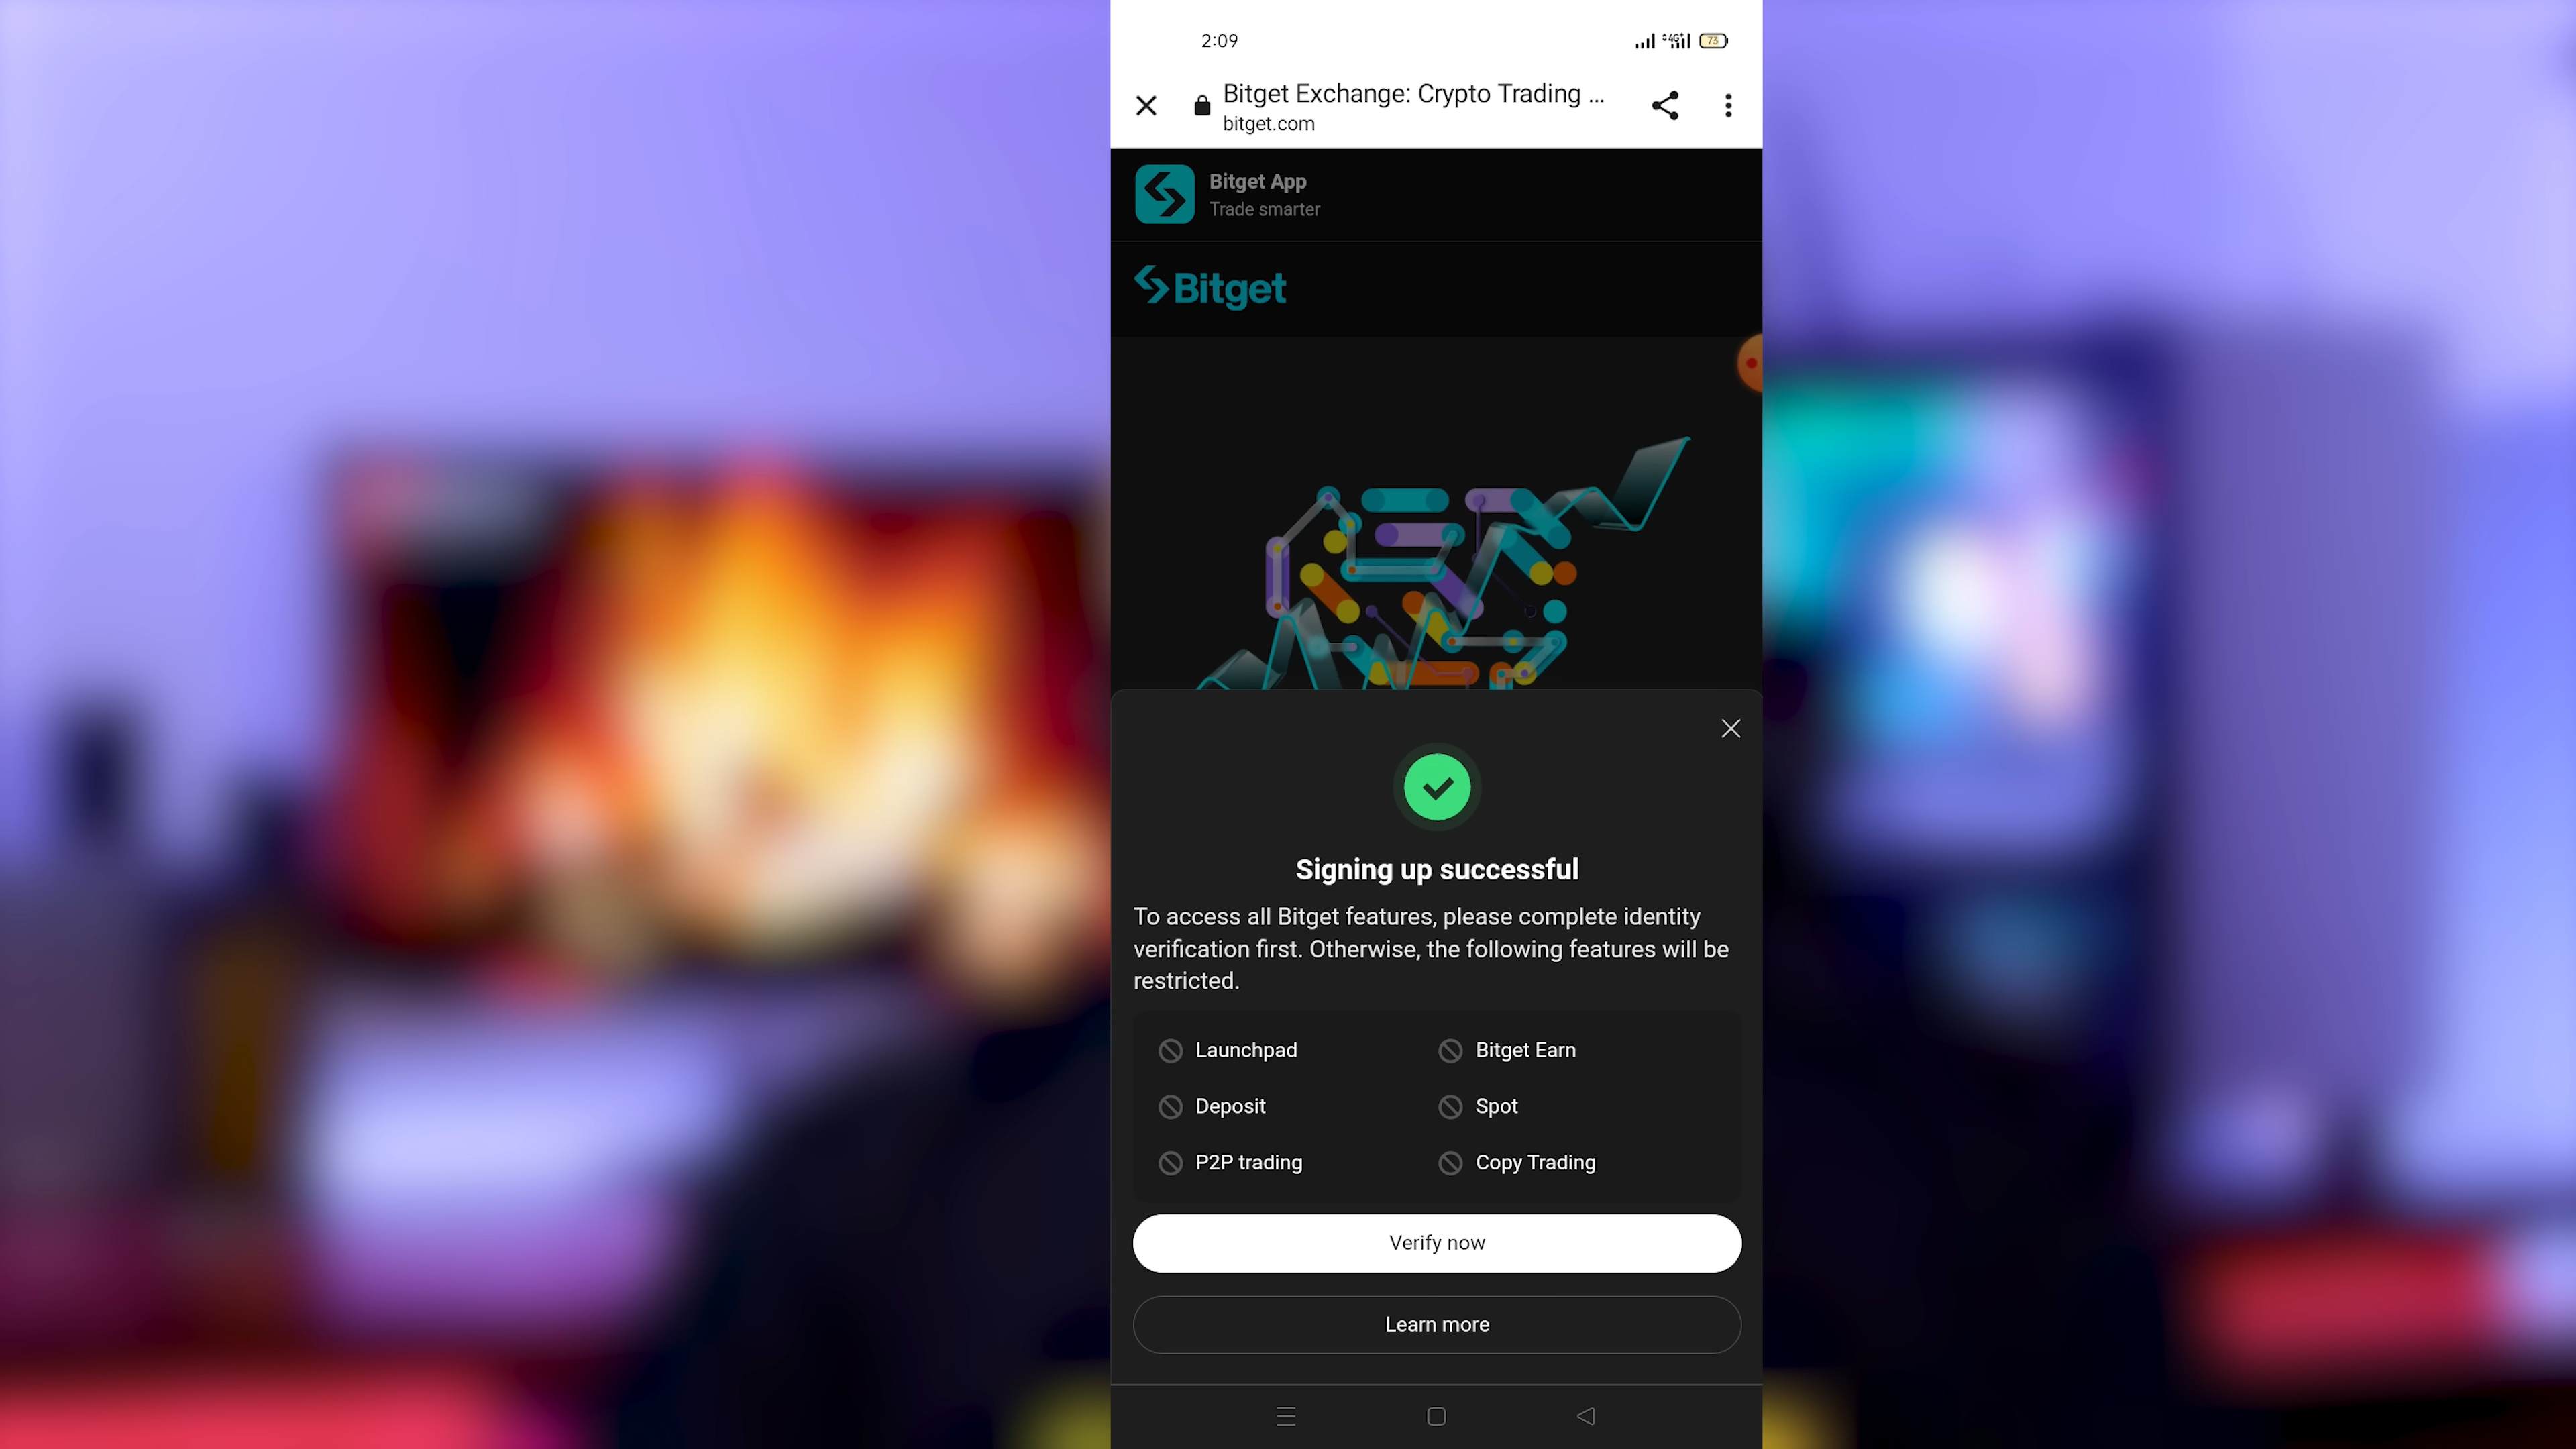 2:09
4G+
73
Bitget Exchange: Crypto Trading ...
bitget.com
Bitget App
Trade smarter
Bitget
Signing up successful
To access all Bitget features, please complete identity
verification first. Otherwise, the following features will be
restricted.
Launchpad
Bitget Earn
Deposit
Spot
P2P trading
Copy Trading
Verify now
Learn more